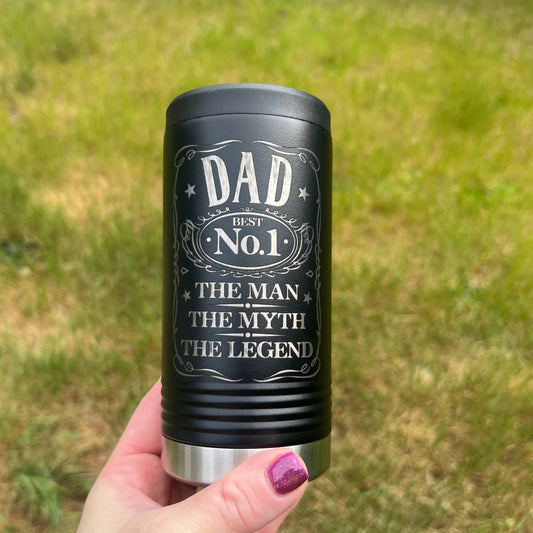 DAD
BEST
No.1
THE MAN
THE MYTH
THE LEGEND